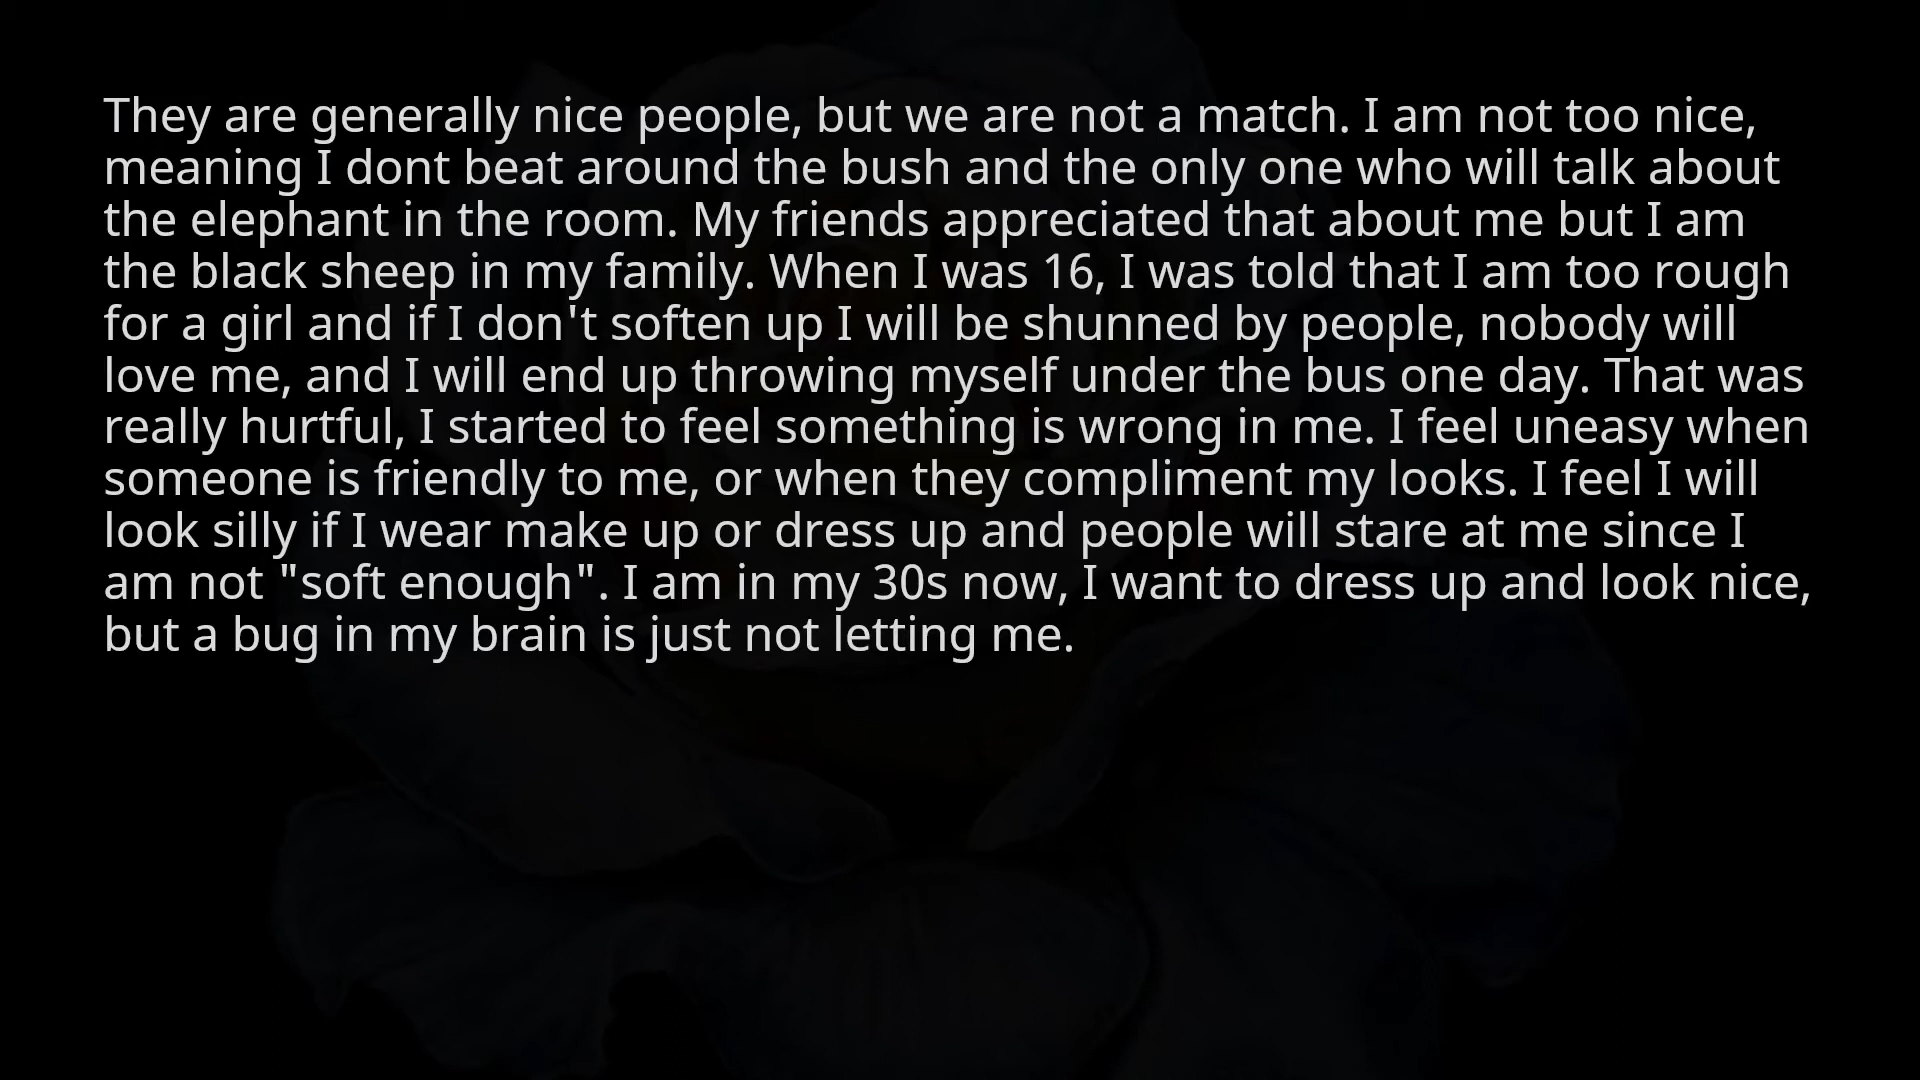 They are generally nice people, but we are not a match. I am not too nice,
meaning I dont beat around the bush and the only one who will talk about
the elephant in the room. My friends appreciated that about me but I am
the black sheep in my family. When I was 16, I was told that I am too rough
for a girl and if I don't soften up I will be shunned by people, nobody will
love me, and I will end up throwing myself under the bus one day. That was
really hurtful, I started to feel something is wrong in me. I feel uneasy when
someone is friendly to me, or when they compliment my looks. I feel I will
look silly if I wear make up or dress up and people will stare at me since I
am not "soft enough". I am in my 30s now, I want to dress up and look nice,
but a bug in my brain is just not letting me.